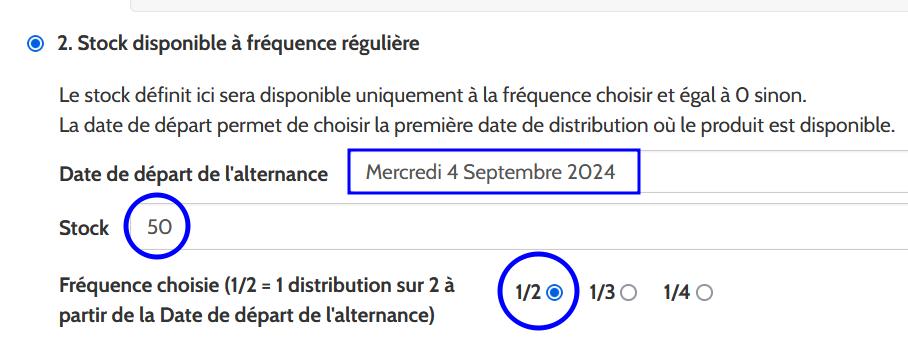 2. Stock disponible à fréquence régulière
Le stock définit ici sera disponible uniquement à la fréquence choisir et égal à 0 sinon.
La date de départ permet de choisir la première date de distribution où le produit est disponible.
Date de départ de l'alternance Mercredi 4 Septembre 2024
Stock 50
Fréquence choisie (1/2 = 1 distribution sur 2 à
partir de la Date de départ de l'alternance)
1/2 1/3 1/4